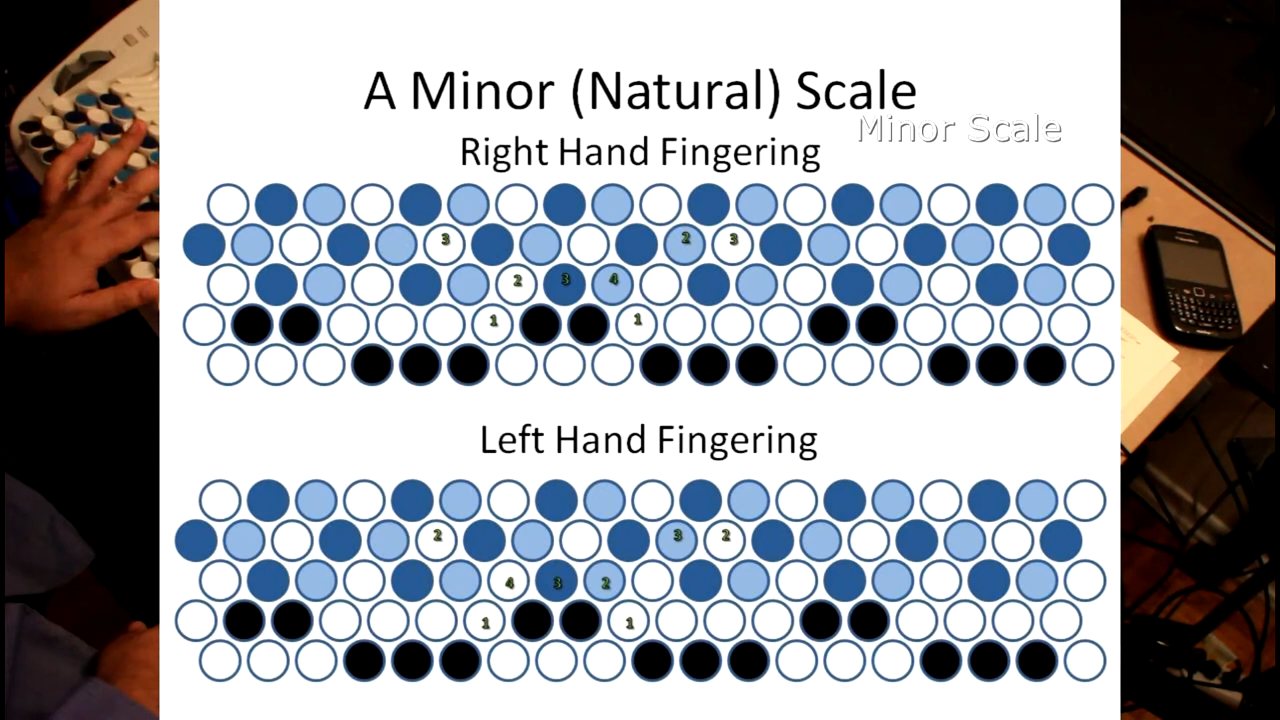 A Minor (Natural) Scale
Minor Scale
Right Hand Fingering
3 2 3
2 3 4
1 1
Left Hand Fingering
2 3 2
4 3 2
1 1